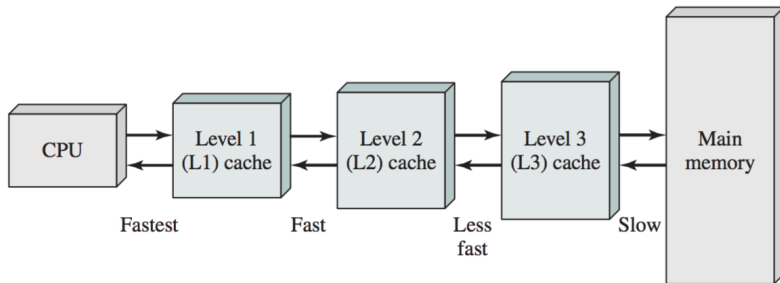 CPU
Level 1
(L1) cache
Level 2
(L2) cache
Level 3
(L3) cache
Main
memory
Fastest
Fast
Less
fast
Slow